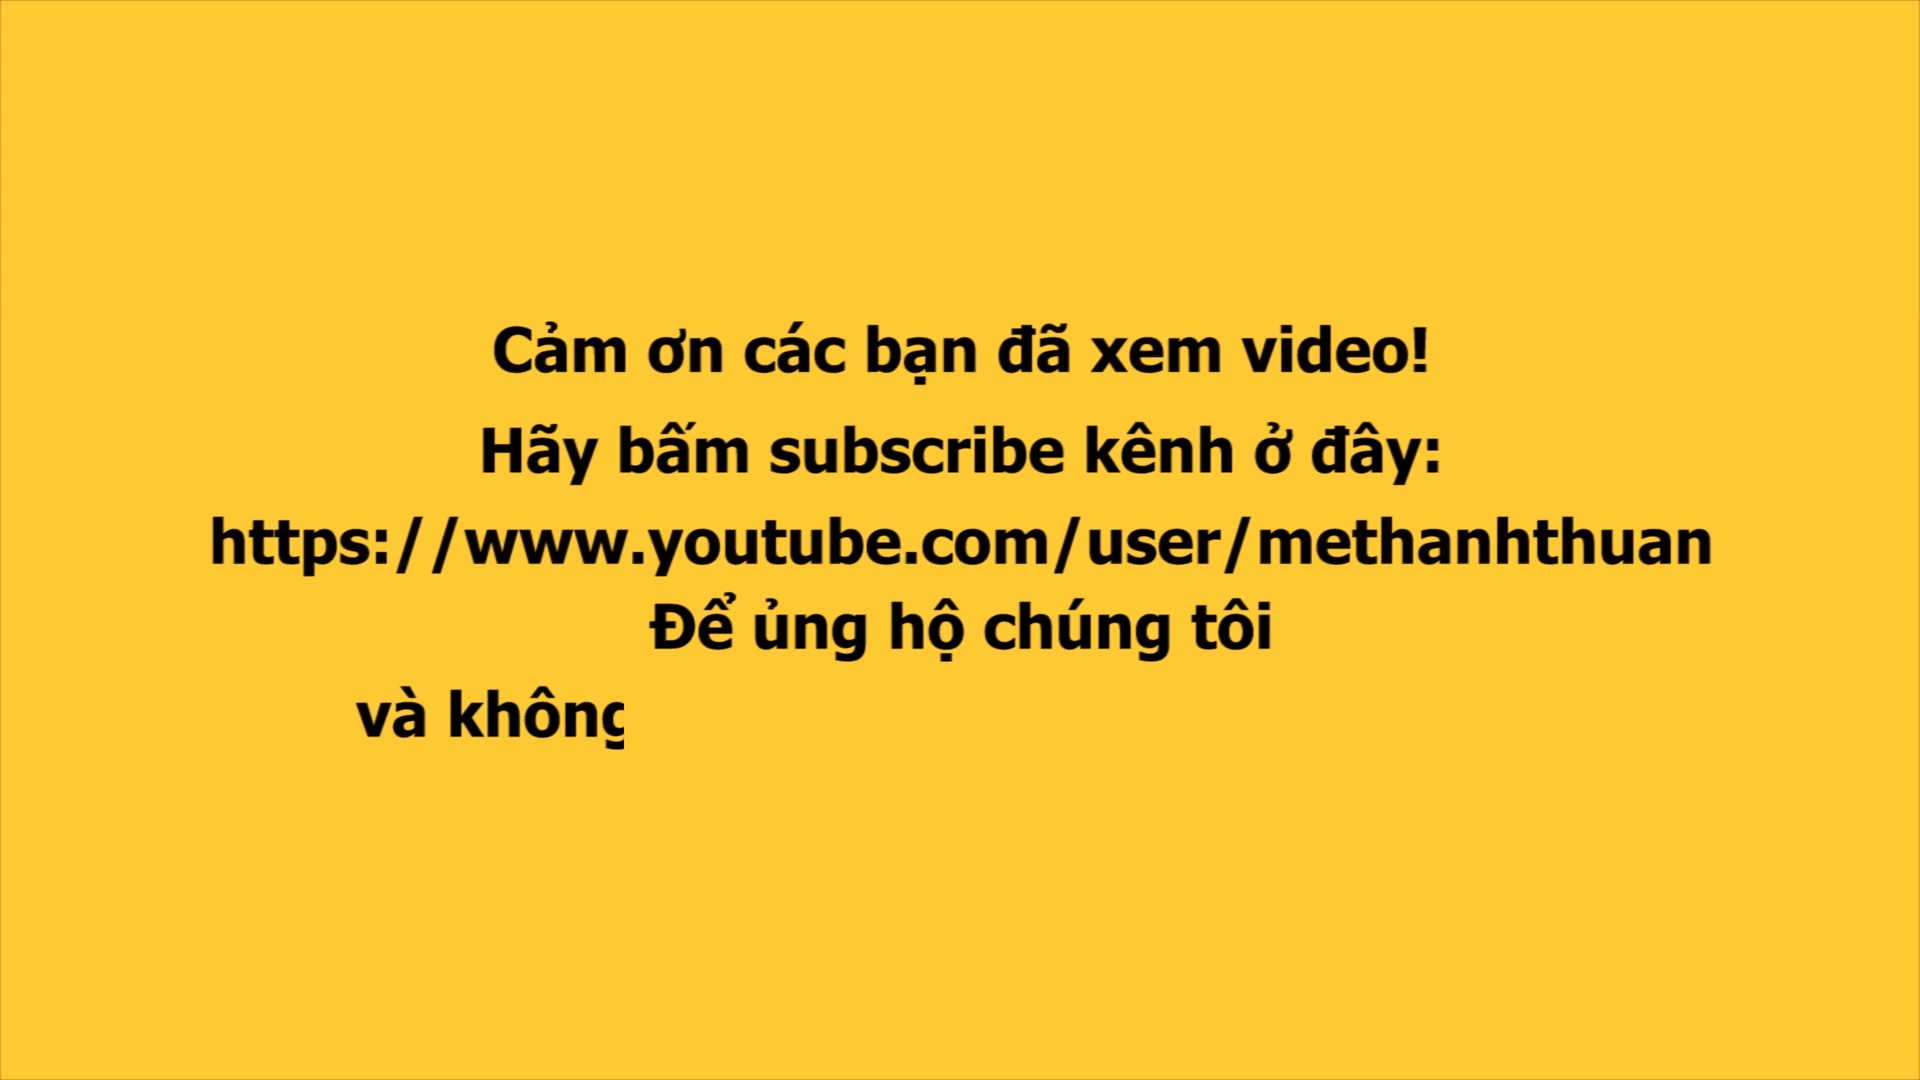 Cảm ơn các bạn đã xem video!
Hãy bấm subscribe kênh ở đây:
https://www.youtube.com/user/methanhthuan
Để ủng hộ chúng tôi
và không